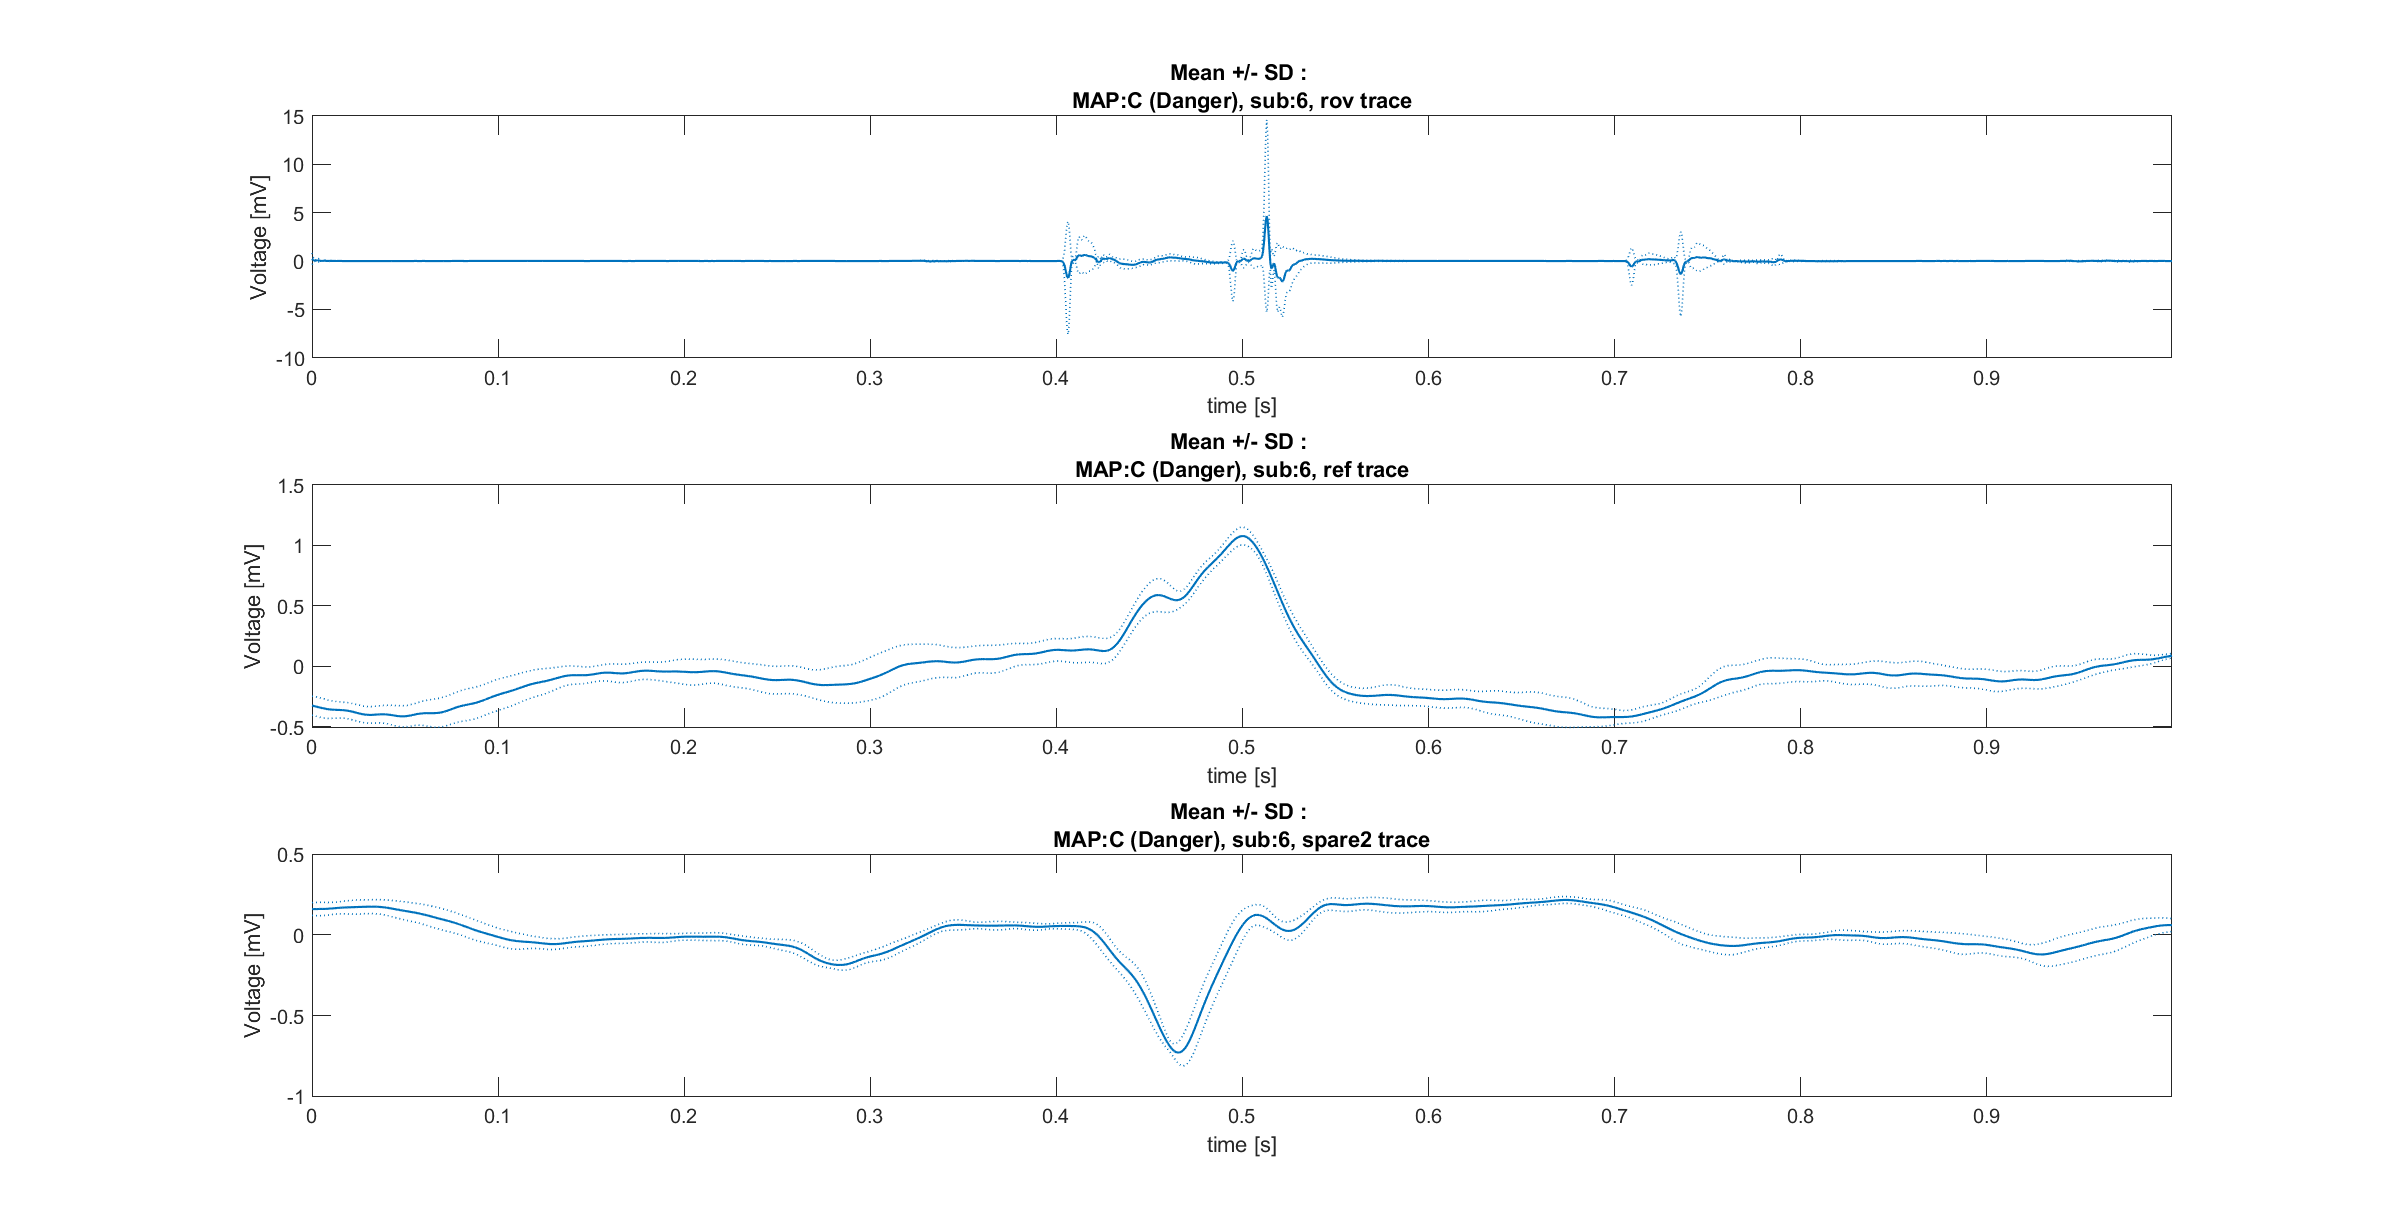 Mean +/- SD :
MAP:C (Danger), sub:6, rov trace
15
10
5
0
-5
-10
Voltage [mV]
0 0.1 0.2 0.3 0.4 0.5 0.6 0.7 0.8 0.9
time [s]
Mean +/- SD :
MAP:C (Danger), sub:6, ref trace
1.5
1
0.5
0
-0.5
Voltage [mV]
0 0.1 0.2 0.3 0.4 0.5 0.6 0.7 0.8 0.9
time [s]
Mean +/- SD :
MAP:C (Danger), sub:6, spare2 trace
0.5
0
-0.5
-1
Voltage [mV]
0 0.1 0.2 0.3 0.4 0.5 0.6 0.7 0.8 0.9
time [s]